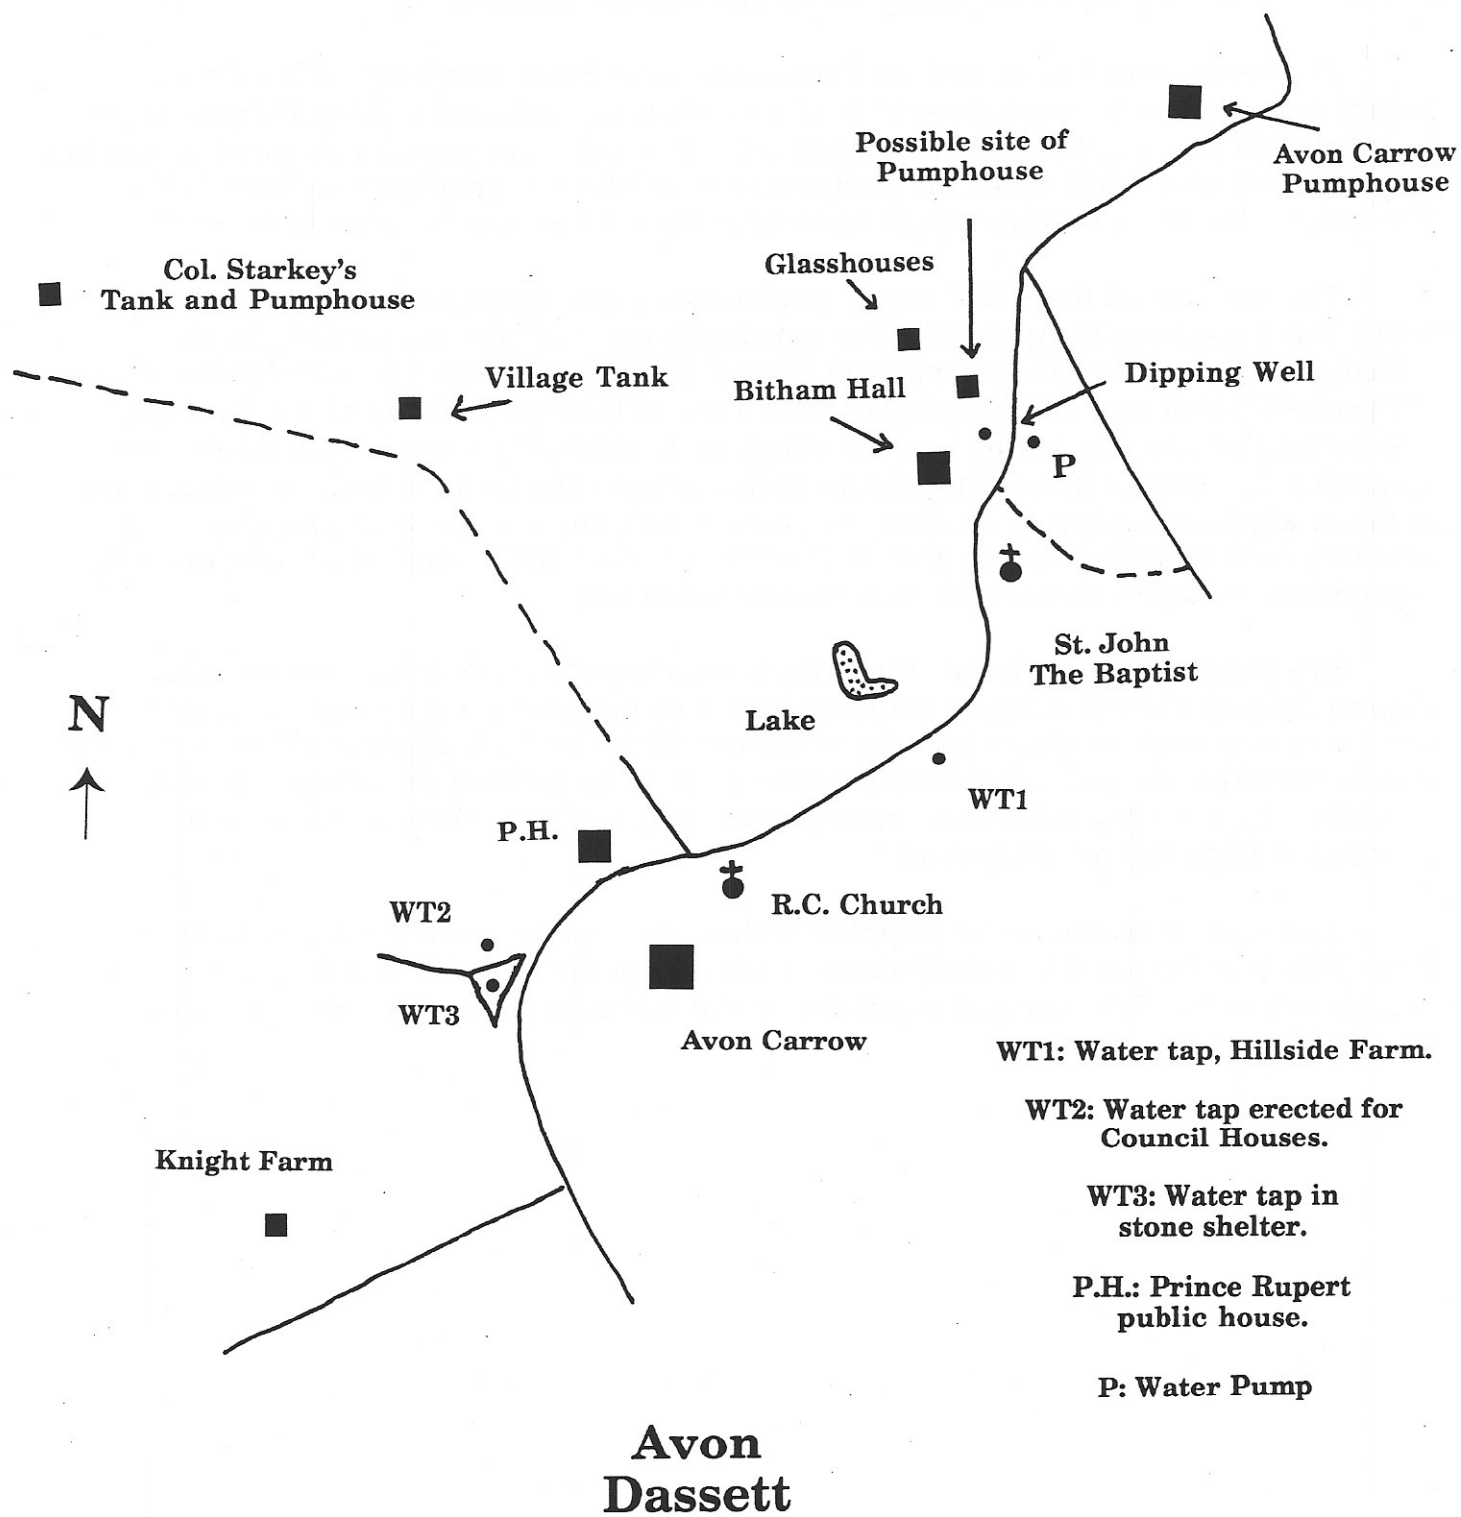 Possible site of
Pumphouse
Avon Carrow
Pumphouse
Glasshouses
Col. Starkey's
Tank and Pumphouse
Village Tank
Bitham Hall
Dipping Well
P
St. John
The Baptist
Lake
N
WT1
P.H.
R.C. Church
WT2
WT3
Avon Carrow
Knight Farm
WT1: Water tap, Hillside Farm.
WT2: Water tap erected for
Council Houses.
WT3: Water tap in
stone shelter.
P.H.: Prince Rupert
public house.
P: Water Pump
Avon
Dassett